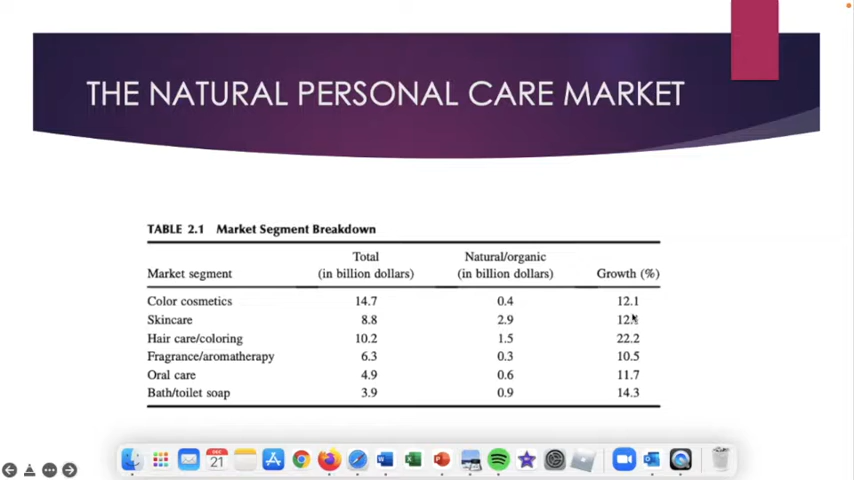 THE NATURAL PERSONAL CARE MARKET
TABLE 2.1 Market Segment Breakdown
Market segment Total (in billion dollars) Natural/organic (in billion dollars) Growth (%)
Color cosmetics 14.7 0.4 12.1
Skincare 8.8 2.9
Hair care/coloring 10.2 1.5 22.2
Fragrance/aromatherapy 6.3 0.3 10.5
Oral care 4.9 0.6 11.7
Bath/toilet soap 3.9 0.9 14.3
DEC
21